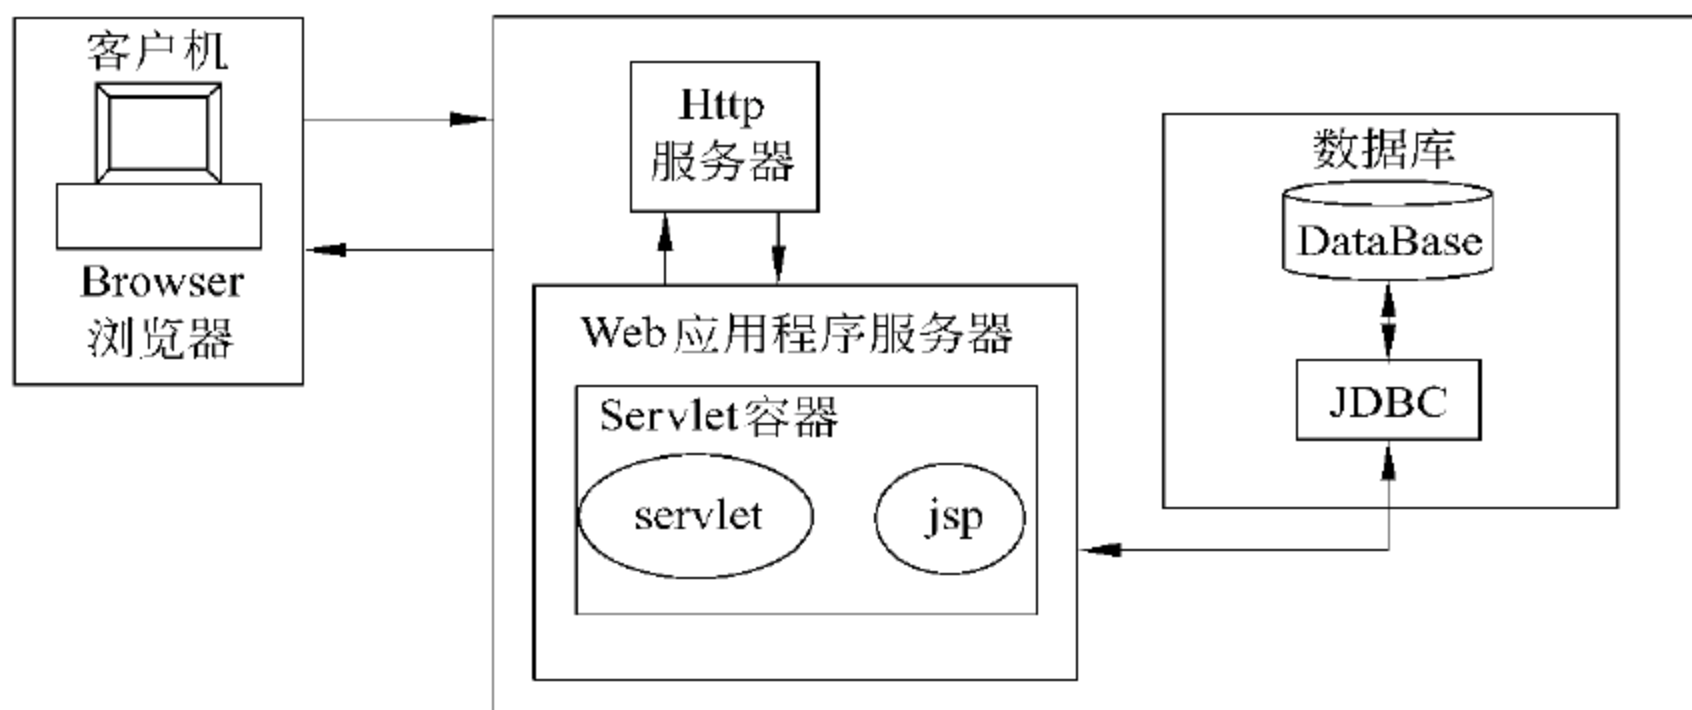 客户机
Browser
浏览器
Http
服务器
Web应用程序服务器
Servlet容器
servlet
jsp
数据库
DataBase
JDBC